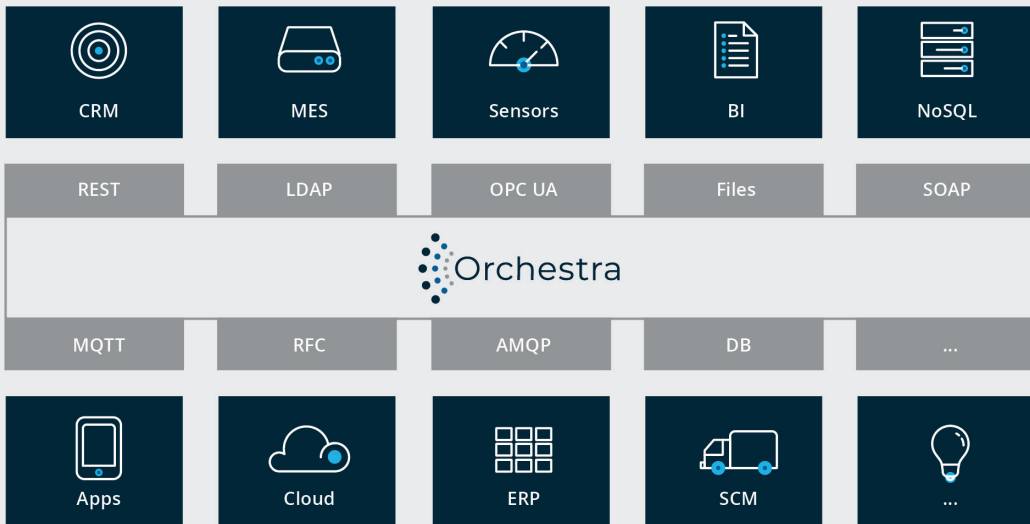 CRM MES Sensors BI NoSQL
REST LDAP OPC UA Files SOAP
Orchestra
MQTT RFC AMQP DB ...
Apps Cloud ERP SCM ...